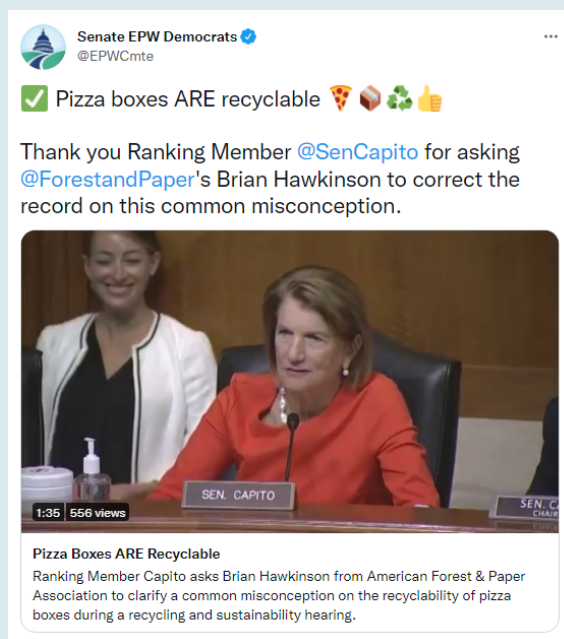 Senate EPW Democrats
@EPWCmte
✅ Pizza boxes ARE recyclable 🍕 📦 ♻️ 👍
Thank you Ranking Member @SenCapito for asking
@ForestandPaper's Brian Hawkinson to correct the
record on this common misconception.
SEN. CAPITO
SEN. C
CHAIR
1:35 556 views
Pizza Boxes ARE Recyclable
Ranking Member Capito asks Brian Hawkinson from American Forest & Paper
Association to clarify a common misconception on the recyclability of pizza
boxes during a recycling and sustainability hearing.